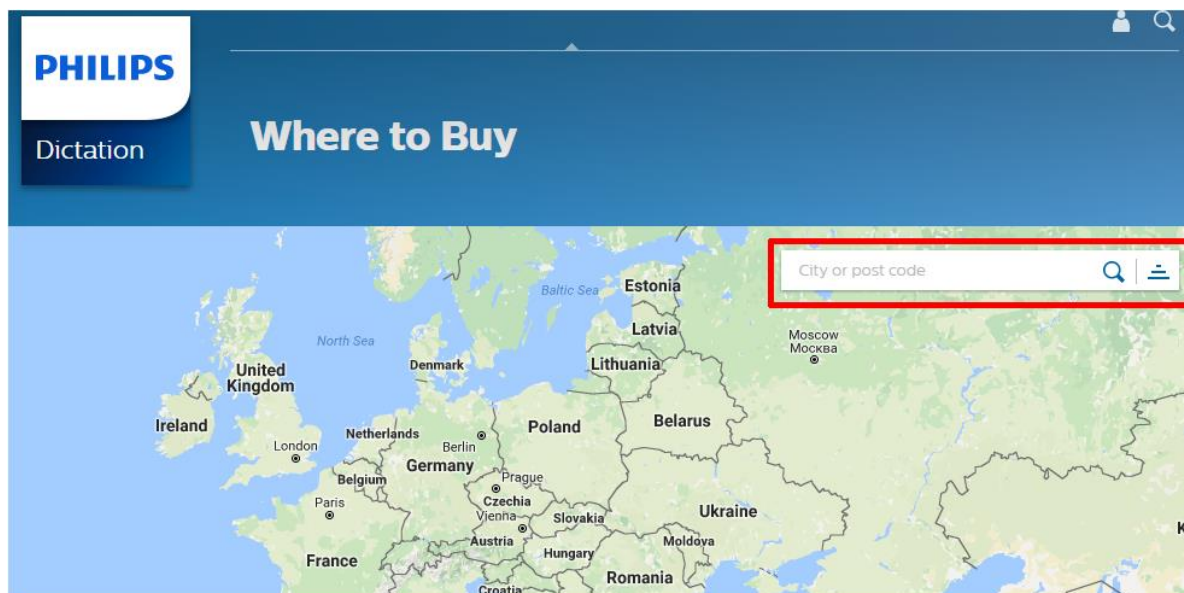 PHILIPS
Dictation
Where to Buy
City or post code
Baltic Sea
Estonia
North Sea
Latvia
Moscow
Москва
Denmark
Lithuania
United
Kingdom
Ireland
Belarus
Netherlands
Poland
London
Berlin
Germany
Belgium
Prague
Paris
Czechia
Ukraine
Vienna
Slovakia
Austria
Moldova
France
Hungary
Romania
Croatia
K